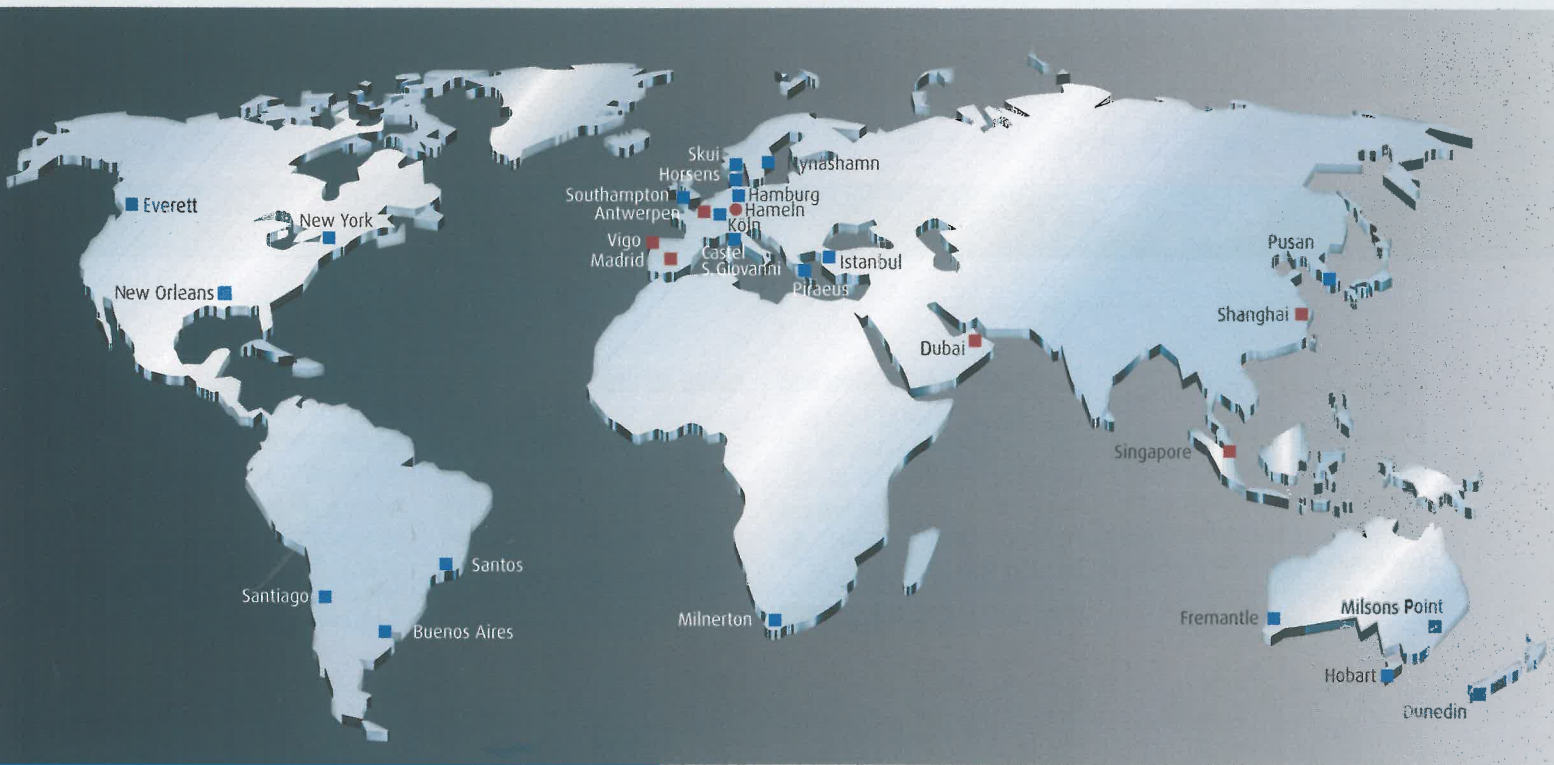 Skui
ynäshamn
Horsens
Southampton
Hamburg
Everett
Antwerpen
Hameln
New York
Köln
Vigo
Pusan
Castel
Madrid
S. Giovanni
Istanbul
Piraeus
New Orleans
Shanghai
Dubai
Singapore
Santos
Santiago
Milnerton
Buenos Aires
Fremantle
Milsons Point
Hobart
Dunedin